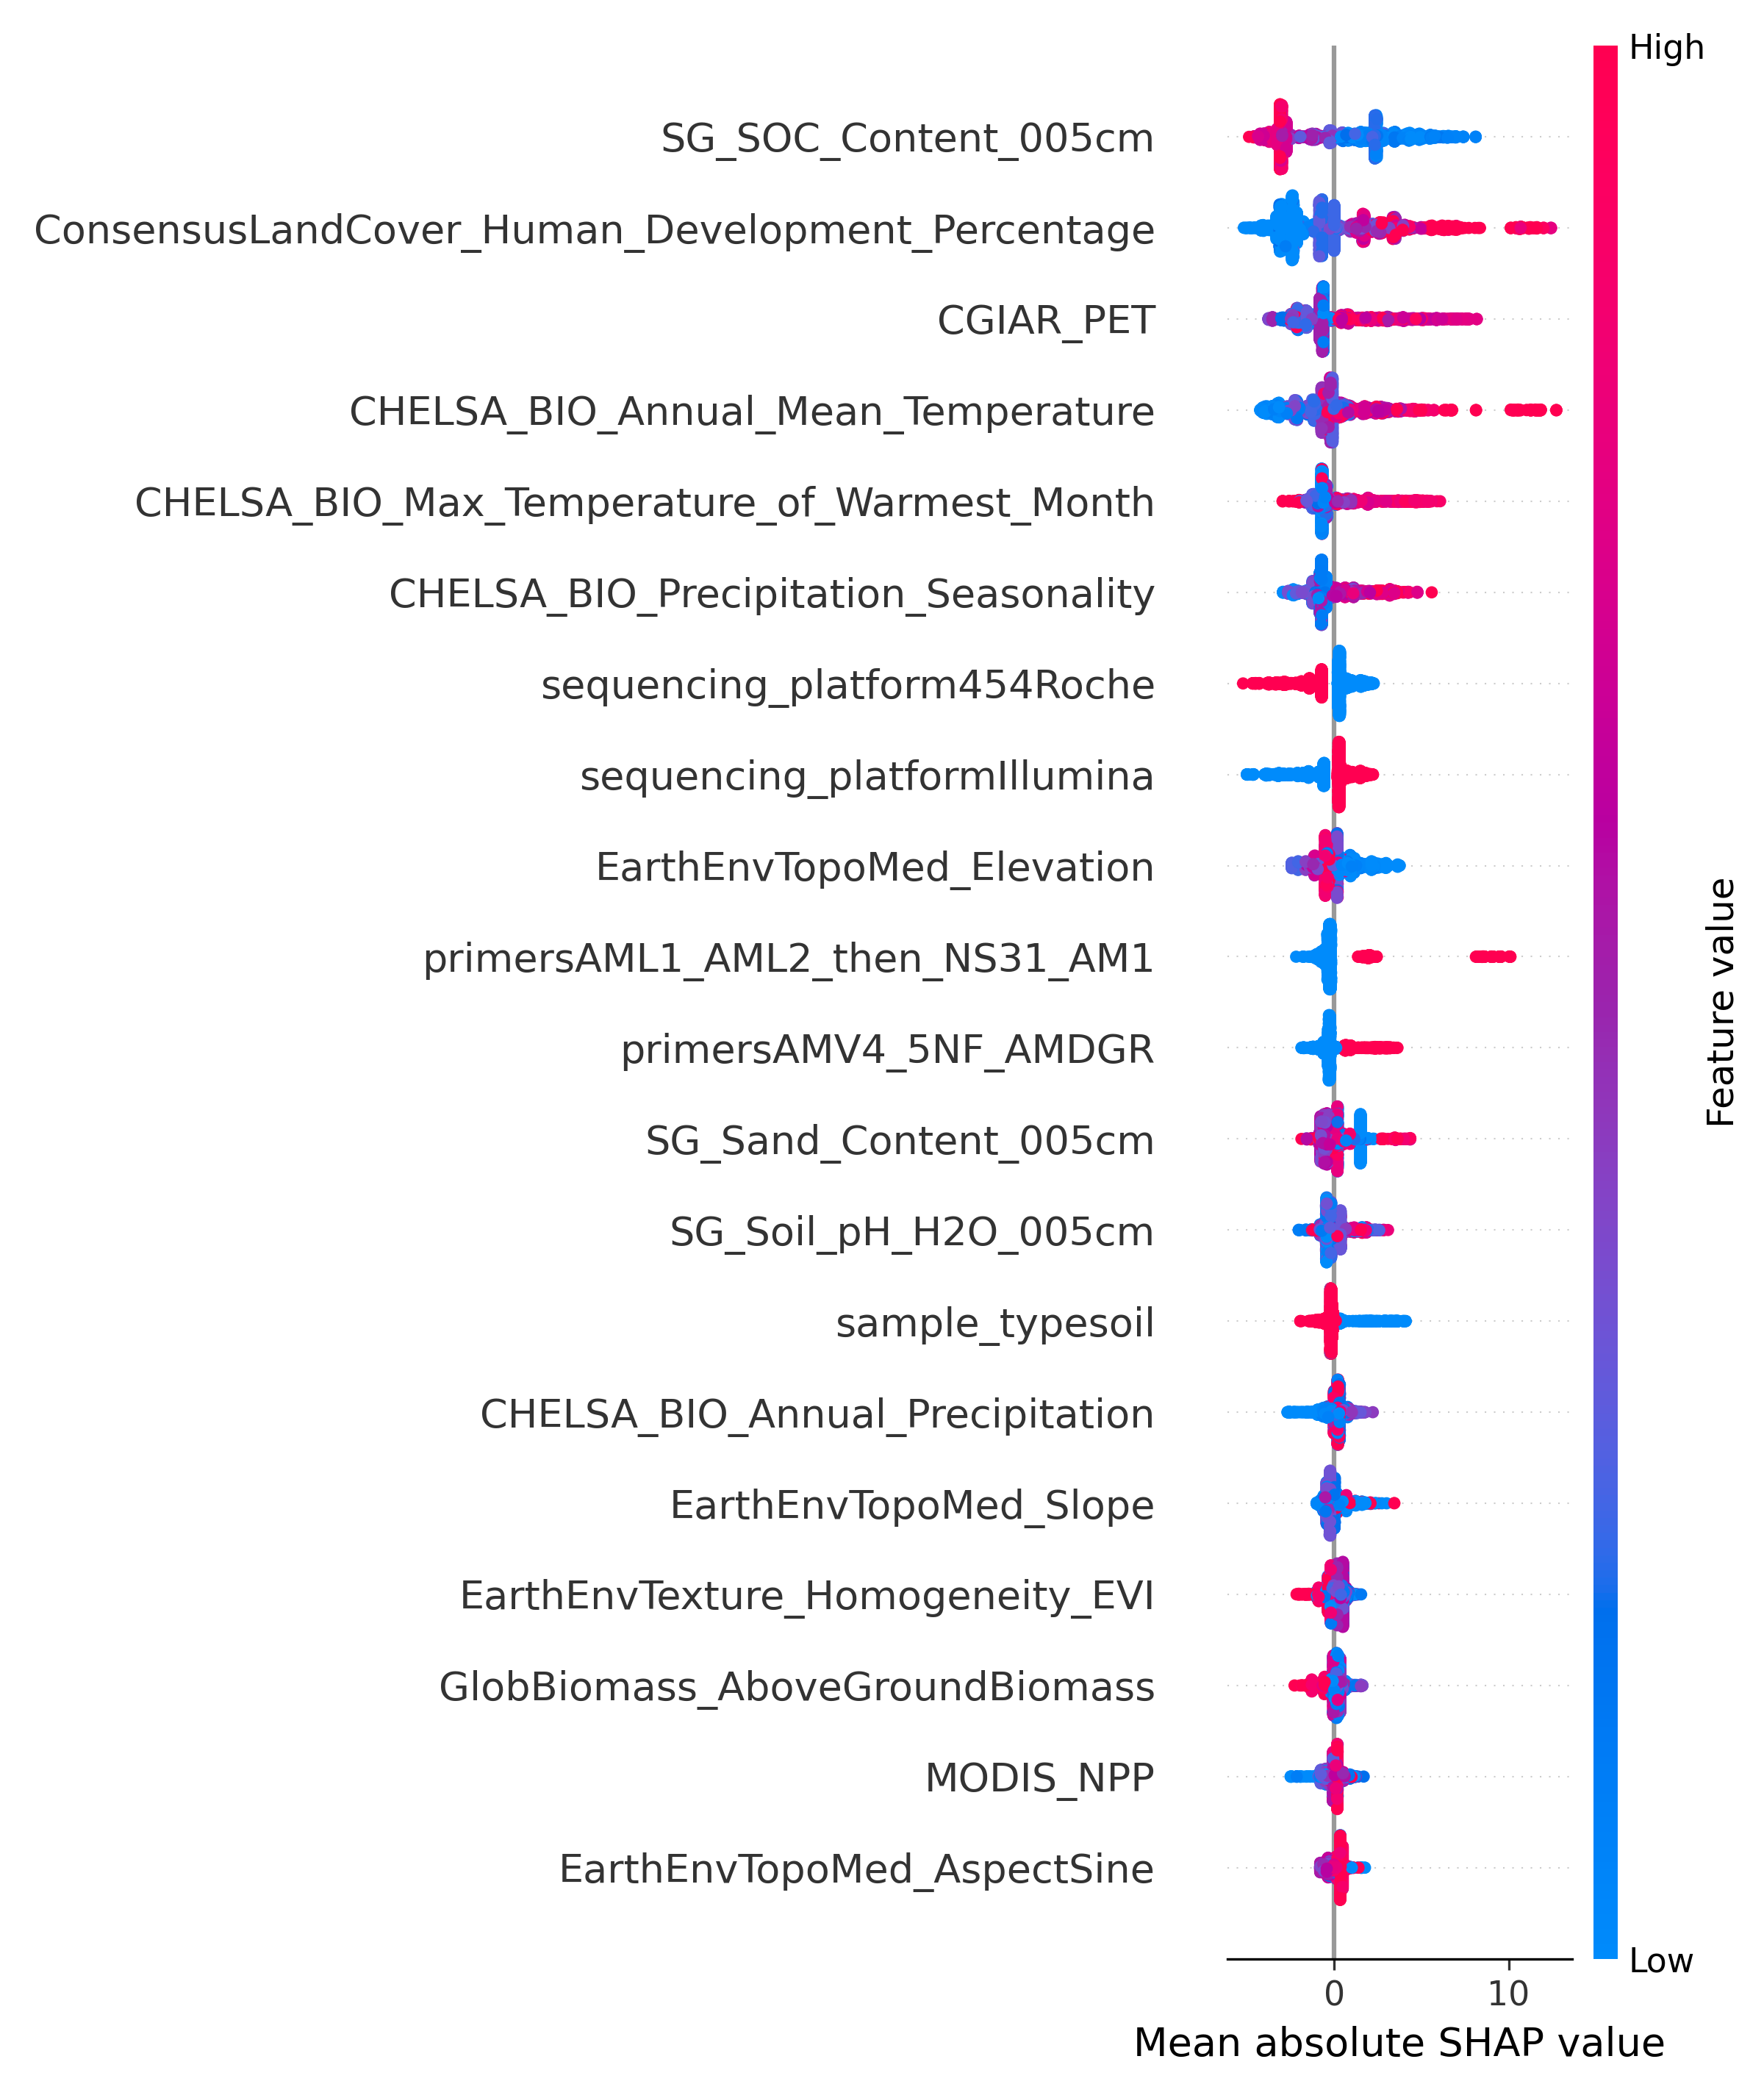 High
SG_SOC_Content_005cm
ConsensusLandCover_Human_Development_Percentage
CGIAR_PET
CHELSA_BIO_Annual_Mean_Temperature
CHELSA_BIO_Max_Temperature_of_Warmest_Month
CHELSA_BIO_Precipitation_Seasonality
sequencing_platform454Roche
sequencing_platformIllumina
EarthEnvTopoMed_Elevation
primersAML1_AML2_then_NS31_AM1
primersAMV4_5NF_AMDGR
SG_Sand_Content_005cm
SG_Soil_pH_H2O_005cm
sample_typesoil
CHELSA_BIO_Annual_Precipitation
EarthEnvTopoMed_Slope
EarthEnvTexture_Homogeneity_EVI
GlobBiomass_AboveGroundBiomass
MODIS_NPP
EarthEnvTopoMed_AspectSine
Feature value
Low
0 10
Mean absolute SHAP value